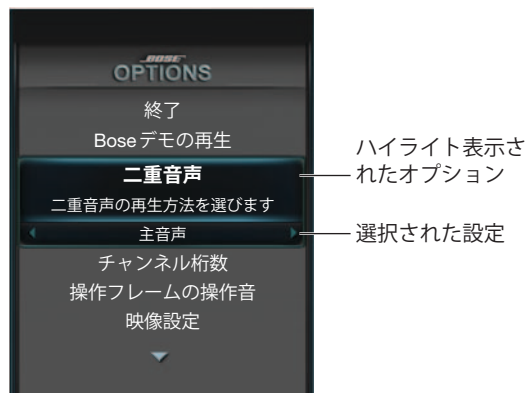 BOSE
OPTIONS
終了
Boseデモの再生
二重音声
二重音声の再生方法を選びます
主音声
チャンネル桁数
操作フレームの操作音
映像設定
ハイライト表示さ
れたオプション
選択された設定